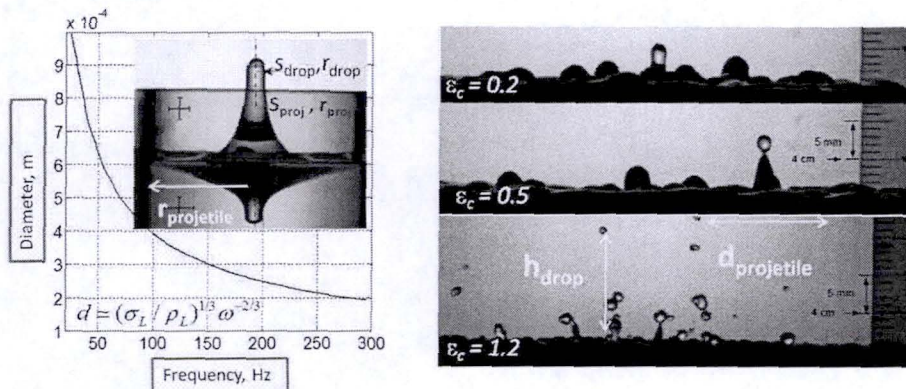 x 10⁻⁴
10
9
8
7
6
5
4
3
2
1
Diameter, m
50 100 150 200 250 300
Frequency, Hz
S_drop, r_drop
S_proj, r_proj
r_projetile
d ≃ (σ_L / ρ_L)^1/3 ω^-2/3
ε_c = 0.2
5 mm
4 cm
ε_c = 0.5
h_drop
d_projetile
5 mm
4 cm
ε_c = 1.2